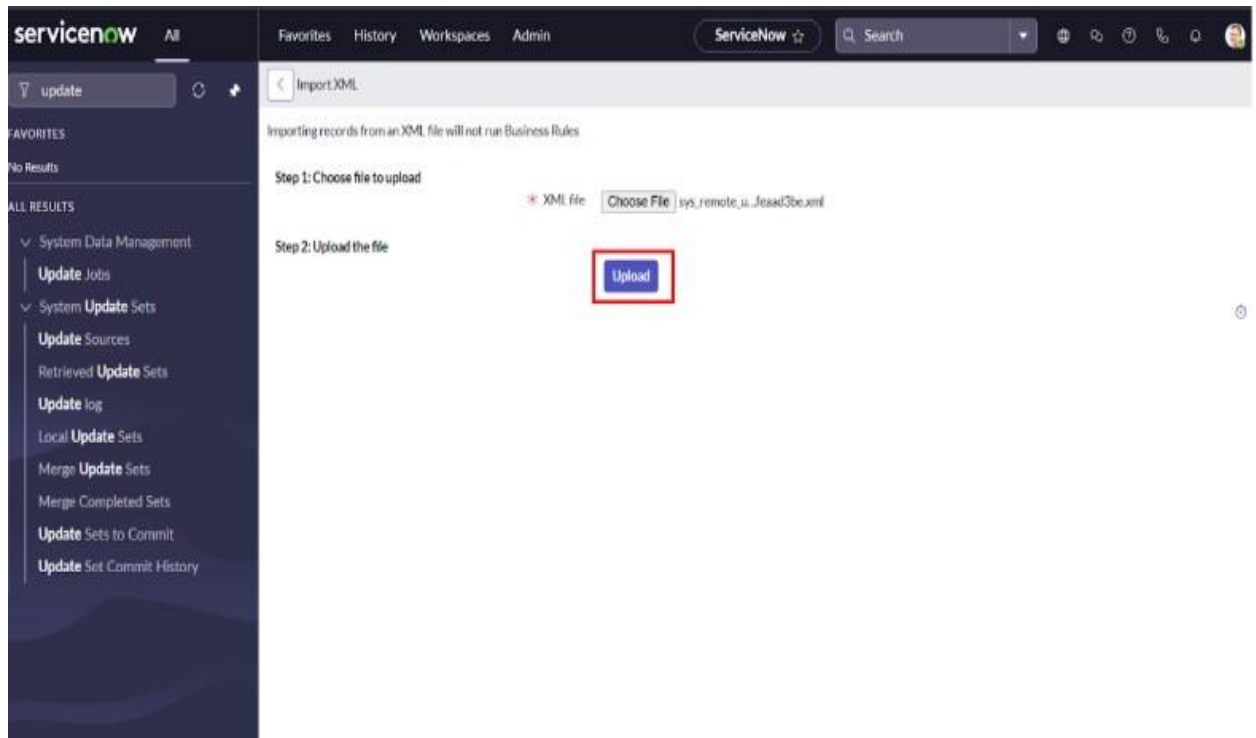 servicenow All Favorites History Workspaces Admin ServiceNow Search
update
Import XML
Importing records from an XML file will not run Business Rules
FAVORITES
No Results
Step 1: Choose file to upload
* XML file Choose File sys_remote_u...feaad3be.xml
ALL RESULTS
System Data Management
Step 2: Upload the file
Update Jobs
Upload
System Update Sets
Update Sources
Retrieved Update Sets
Update log
Local Update Sets
Merge Update Sets
Merge Completed Sets
Update Sets to Commit
Update Set Commit History